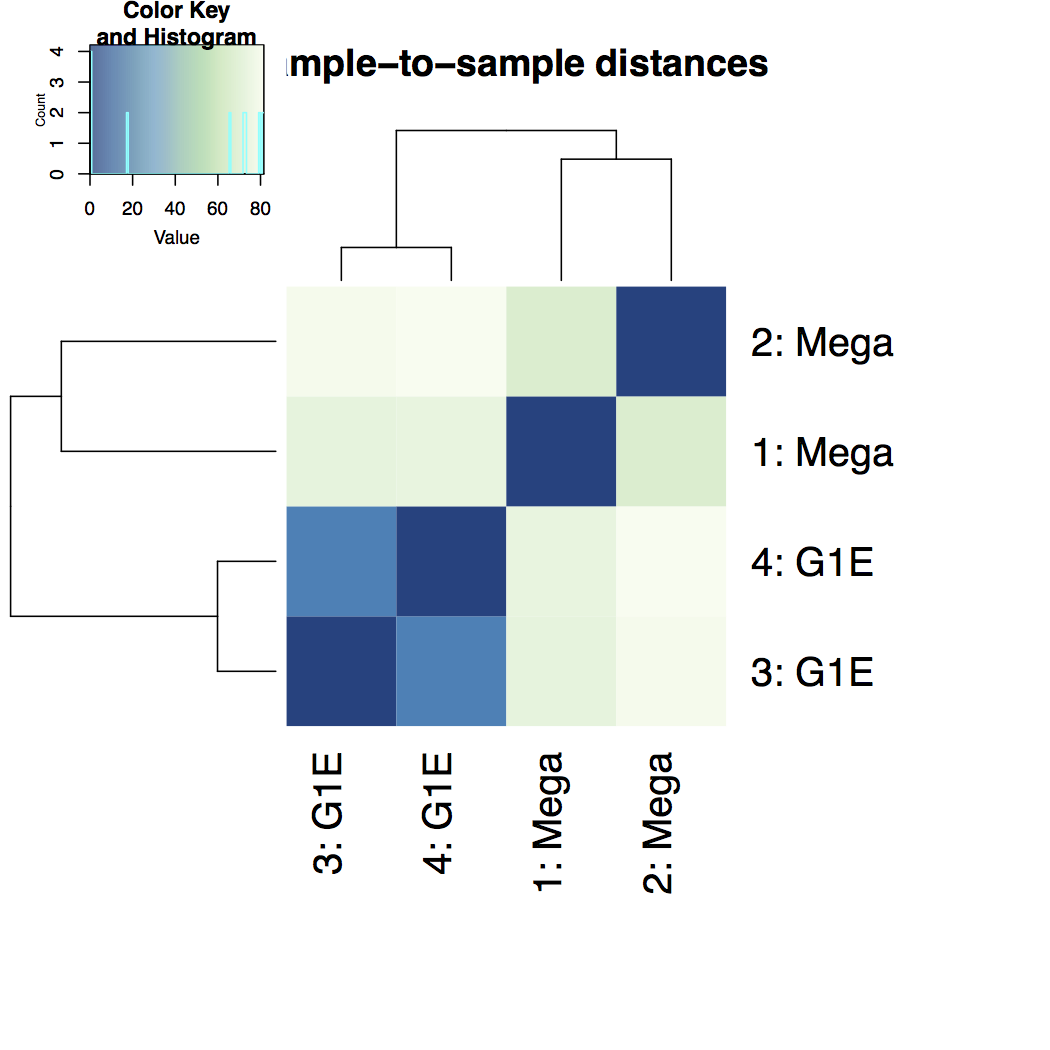 Color Key
and Histogram
mple−to−sample distances
Count
0 1 2 3 4
0 20 40 60 80
Value
2: Mega
1: Mega
4: G1E
3: G1E
3: G1E
4: G1E
1: Mega
2: Mega